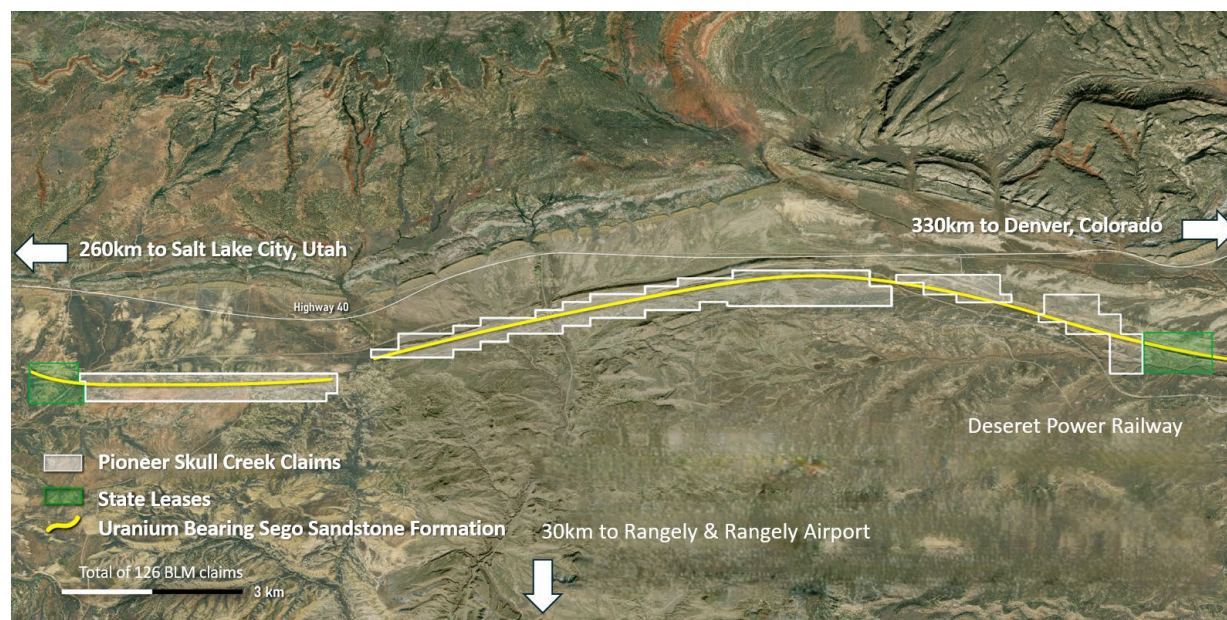 330km to Denver, Colorado
260km to Salt Lake City, Utah
Highway 40
Deseret Power Railway
Pioneer Skull Creek Claims
State Leases
Uranium Bearing Sego Sandstone Formation
30km to Rangely & Rangely Airport
Total of 126 BLM claims
3 km